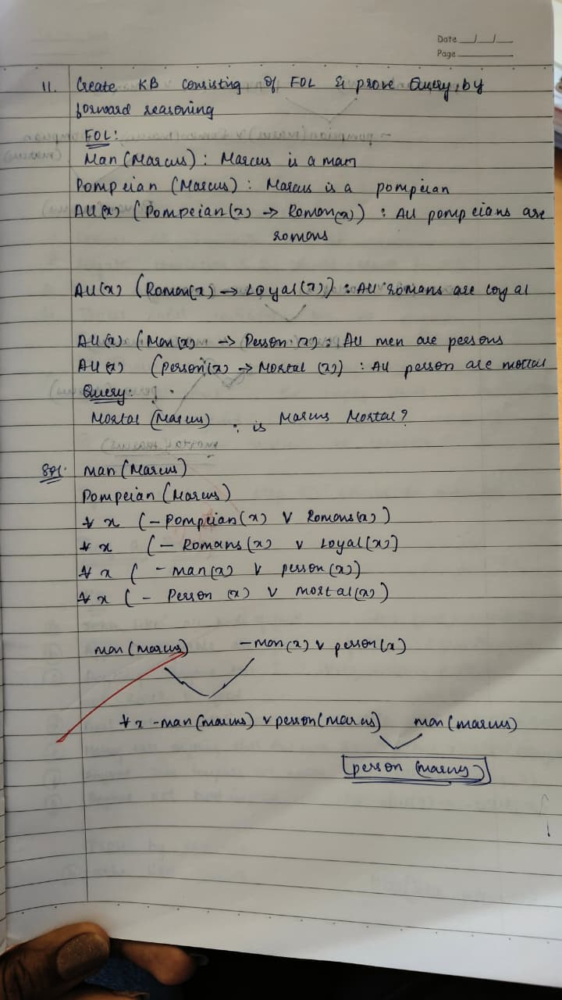 Date __/__/__
Page ______
11. Create KB consisting of FOL & prove Query, by
forward reasoning
FOL:
Man (Marcus) : Marcus is a man
Pompeian (Marcus) : Marcus is a pompeian
All(x) (Pompeian(x) → Roman(x)) : All pompeians are
romans
All(x) (Roman(x) → Loyal(x)) : All romans are loyal
All(x) (Man(x) → Person(x)) : All men are persons
All(x) (Person(x) → Mortal (x)) : All person are mortal
Query:
Mortal (Marcus) : is Marcus Mortal?
Sol: man (Marcus)
Pompeian (Marcus)
∀ x (- Pompeian(x) V Romans(x))
∀ x (- Romans(x) v Loyal(x)]
∀ x ( - man(x) v person(x))
∀ x ( - Person (x) v mortal(x))
man (marcus) -man(x) v person(x)
∀ x -man(marcus) v person(marcus) man(marcus)
person (marcus)